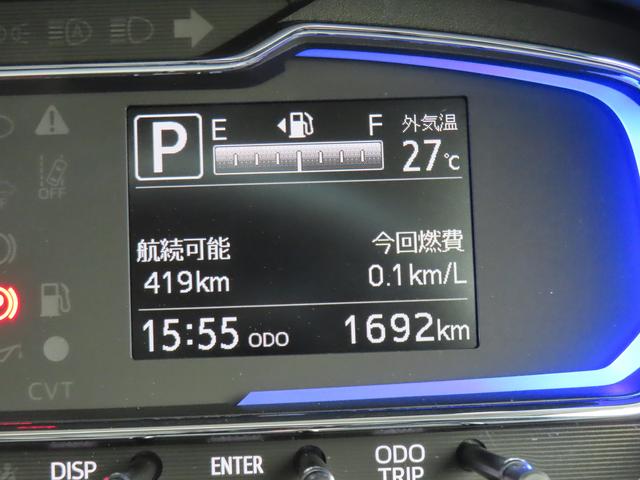 P E F 外気温
27℃
航続可能 今回燃費
419km 0.1km/L
15:55 ODO 1692km
OFF
CVT
DISP ENTER ODO
TRIP